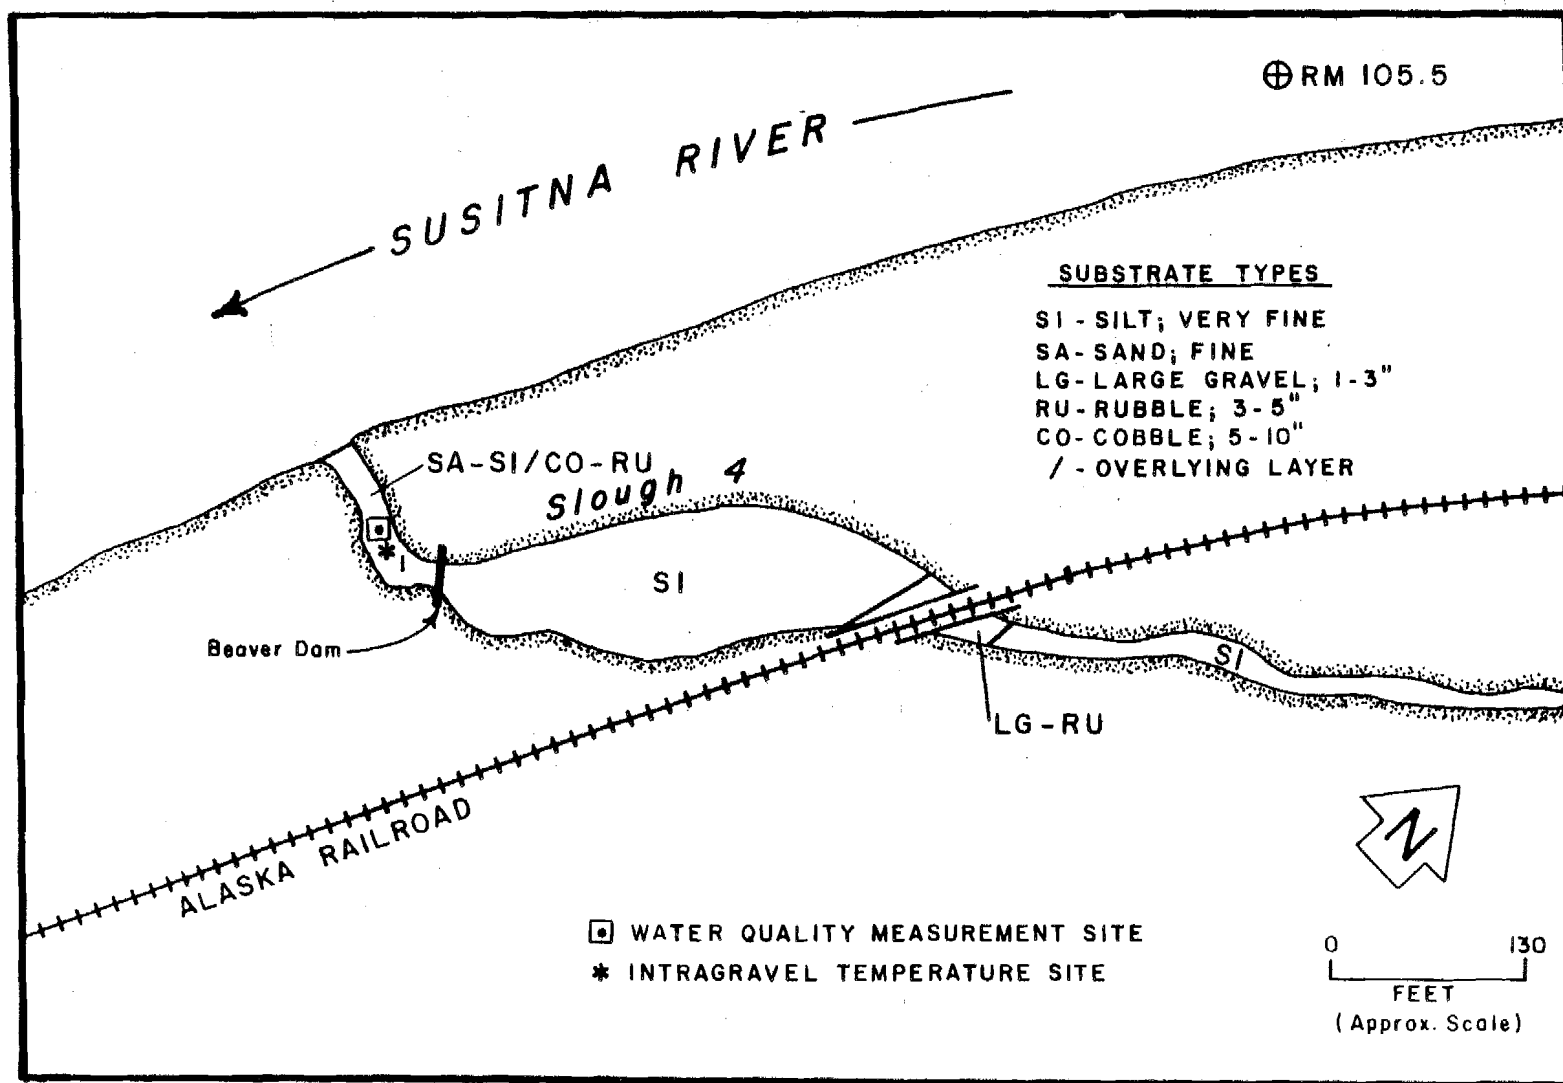 RM 105.5
SUSITNA RIVER
SUBSTRATE TYPES
SI - SILT; VERY FINE
SA - SAND; FINE
LG - LARGE GRAVEL; 1-3"
RU - RUBBLE; 3-5"
CO - COBBLE; 5-10"
/ - OVERLYING LAYER
SA-SI/CO-RU
Slough 4
1
SI
Beaver Dam
SI
LG-RU
ALASKA RAILROAD
N
WATER QUALITY MEASUREMENT SITE
* INTRAGRAVEL TEMPERATURE SITE
0 130
FEET
(Approx. Scale)